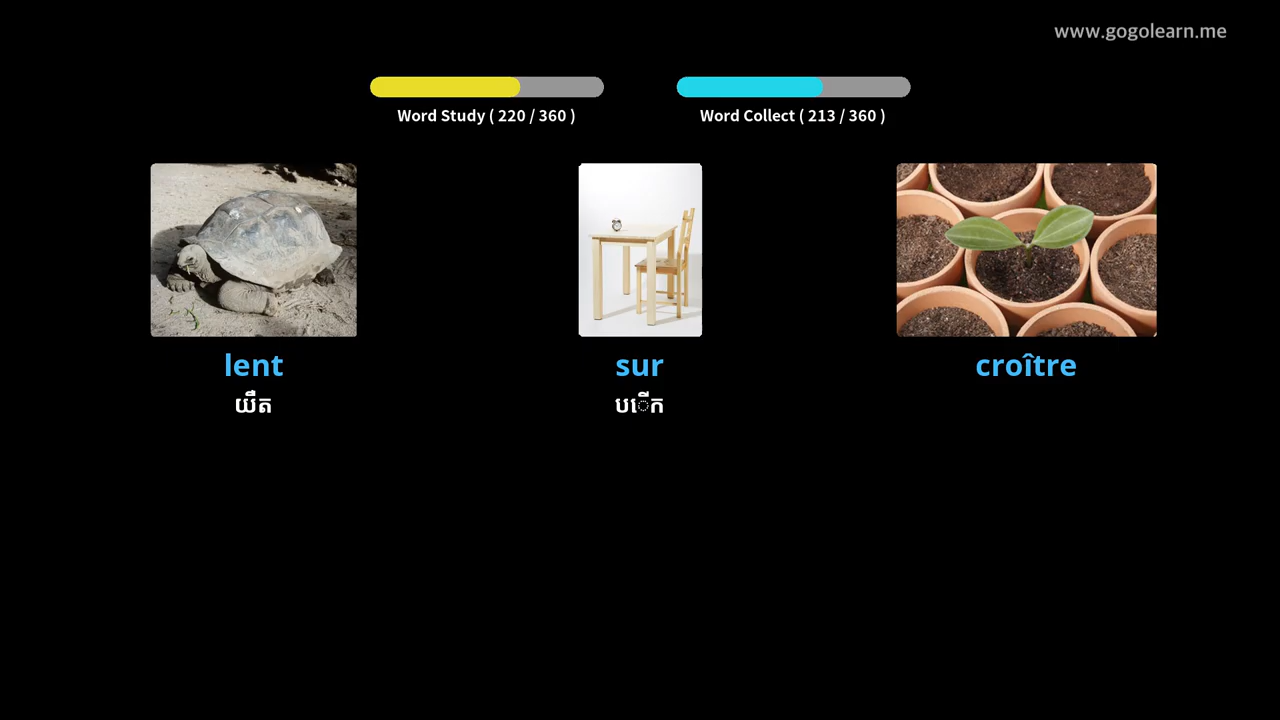 www.gogolearn.me
Word Study ( 220 / 360 )
Word Collect ( 213 / 360 )
lent
យឺត
sur
បើក
croître